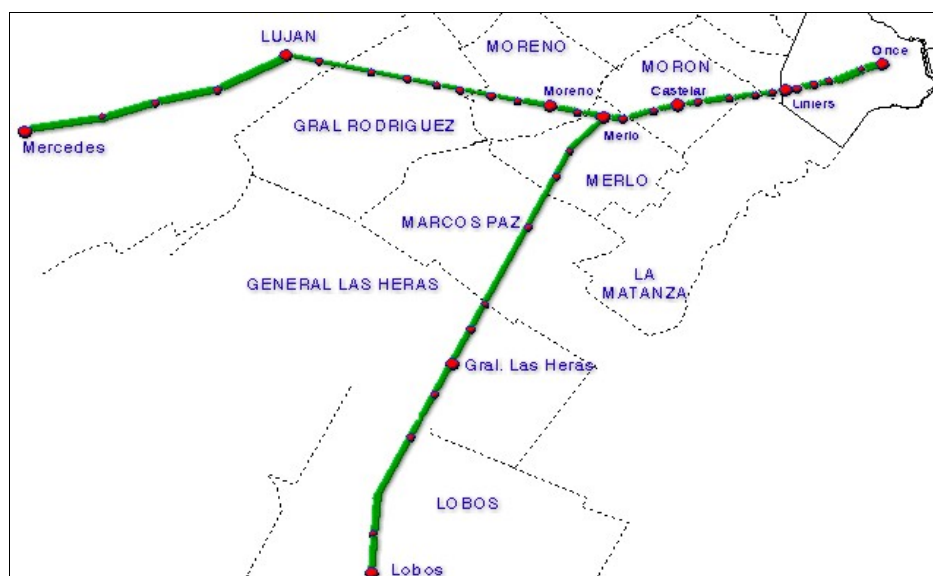 LUJAN
MORENO
Once
MORON
Moreno
Castelar
Liniers
GRAL RODRIGUEZ
Merlo
Mercedes
MERLO
MARCOS PAZ
LA
MATANZA
GENERAL LAS HERAS
Gral. Las Heras
LOBOS
Lobos